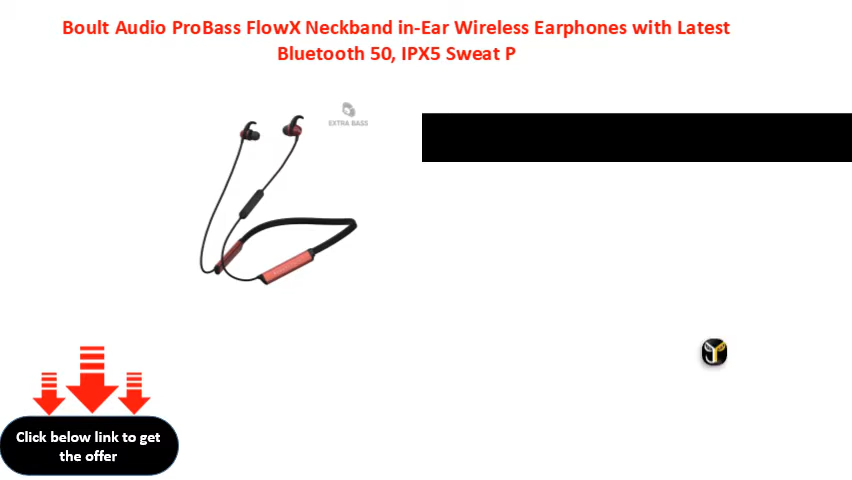 Boult Audio ProBass FlowX Neckband in-Ear Wireless Earphones with Latest
Bluetooth 50, IPX5 Sweat P
EXTRA BASS
Click below link to get
the offer